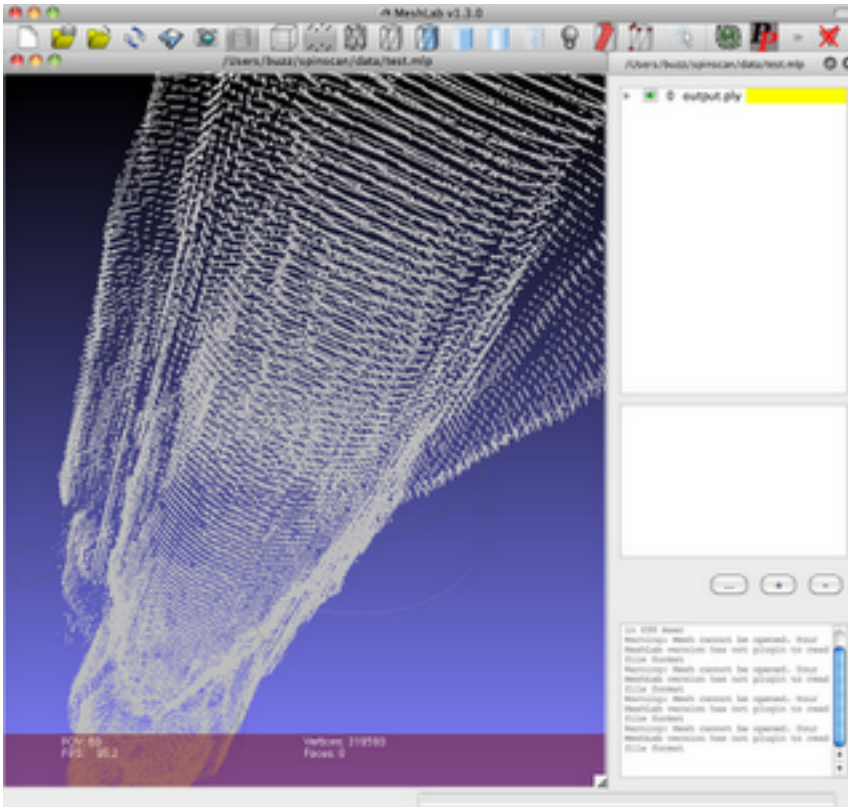 MeshLab v1.3.0
/Users/buzz/spinscan/data/test.mlp
/Users/buzz/spinscan/data/test.mlp
0 output.ply
FOV: 60
FPS:
Vertices:
Faces: 0
... + -
Warning: Mesh cannot be opened. Your
MeshLab version has not plugin to read
file format
Warning: Mesh cannot be opened. Your
MeshLab version has not plugin to read
file format
Warning: Mesh cannot be opened. Your
MeshLab version has not plugin to read
file format
Warning: Mesh cannot be opened. Your
MeshLab version has not plugin to read
file format